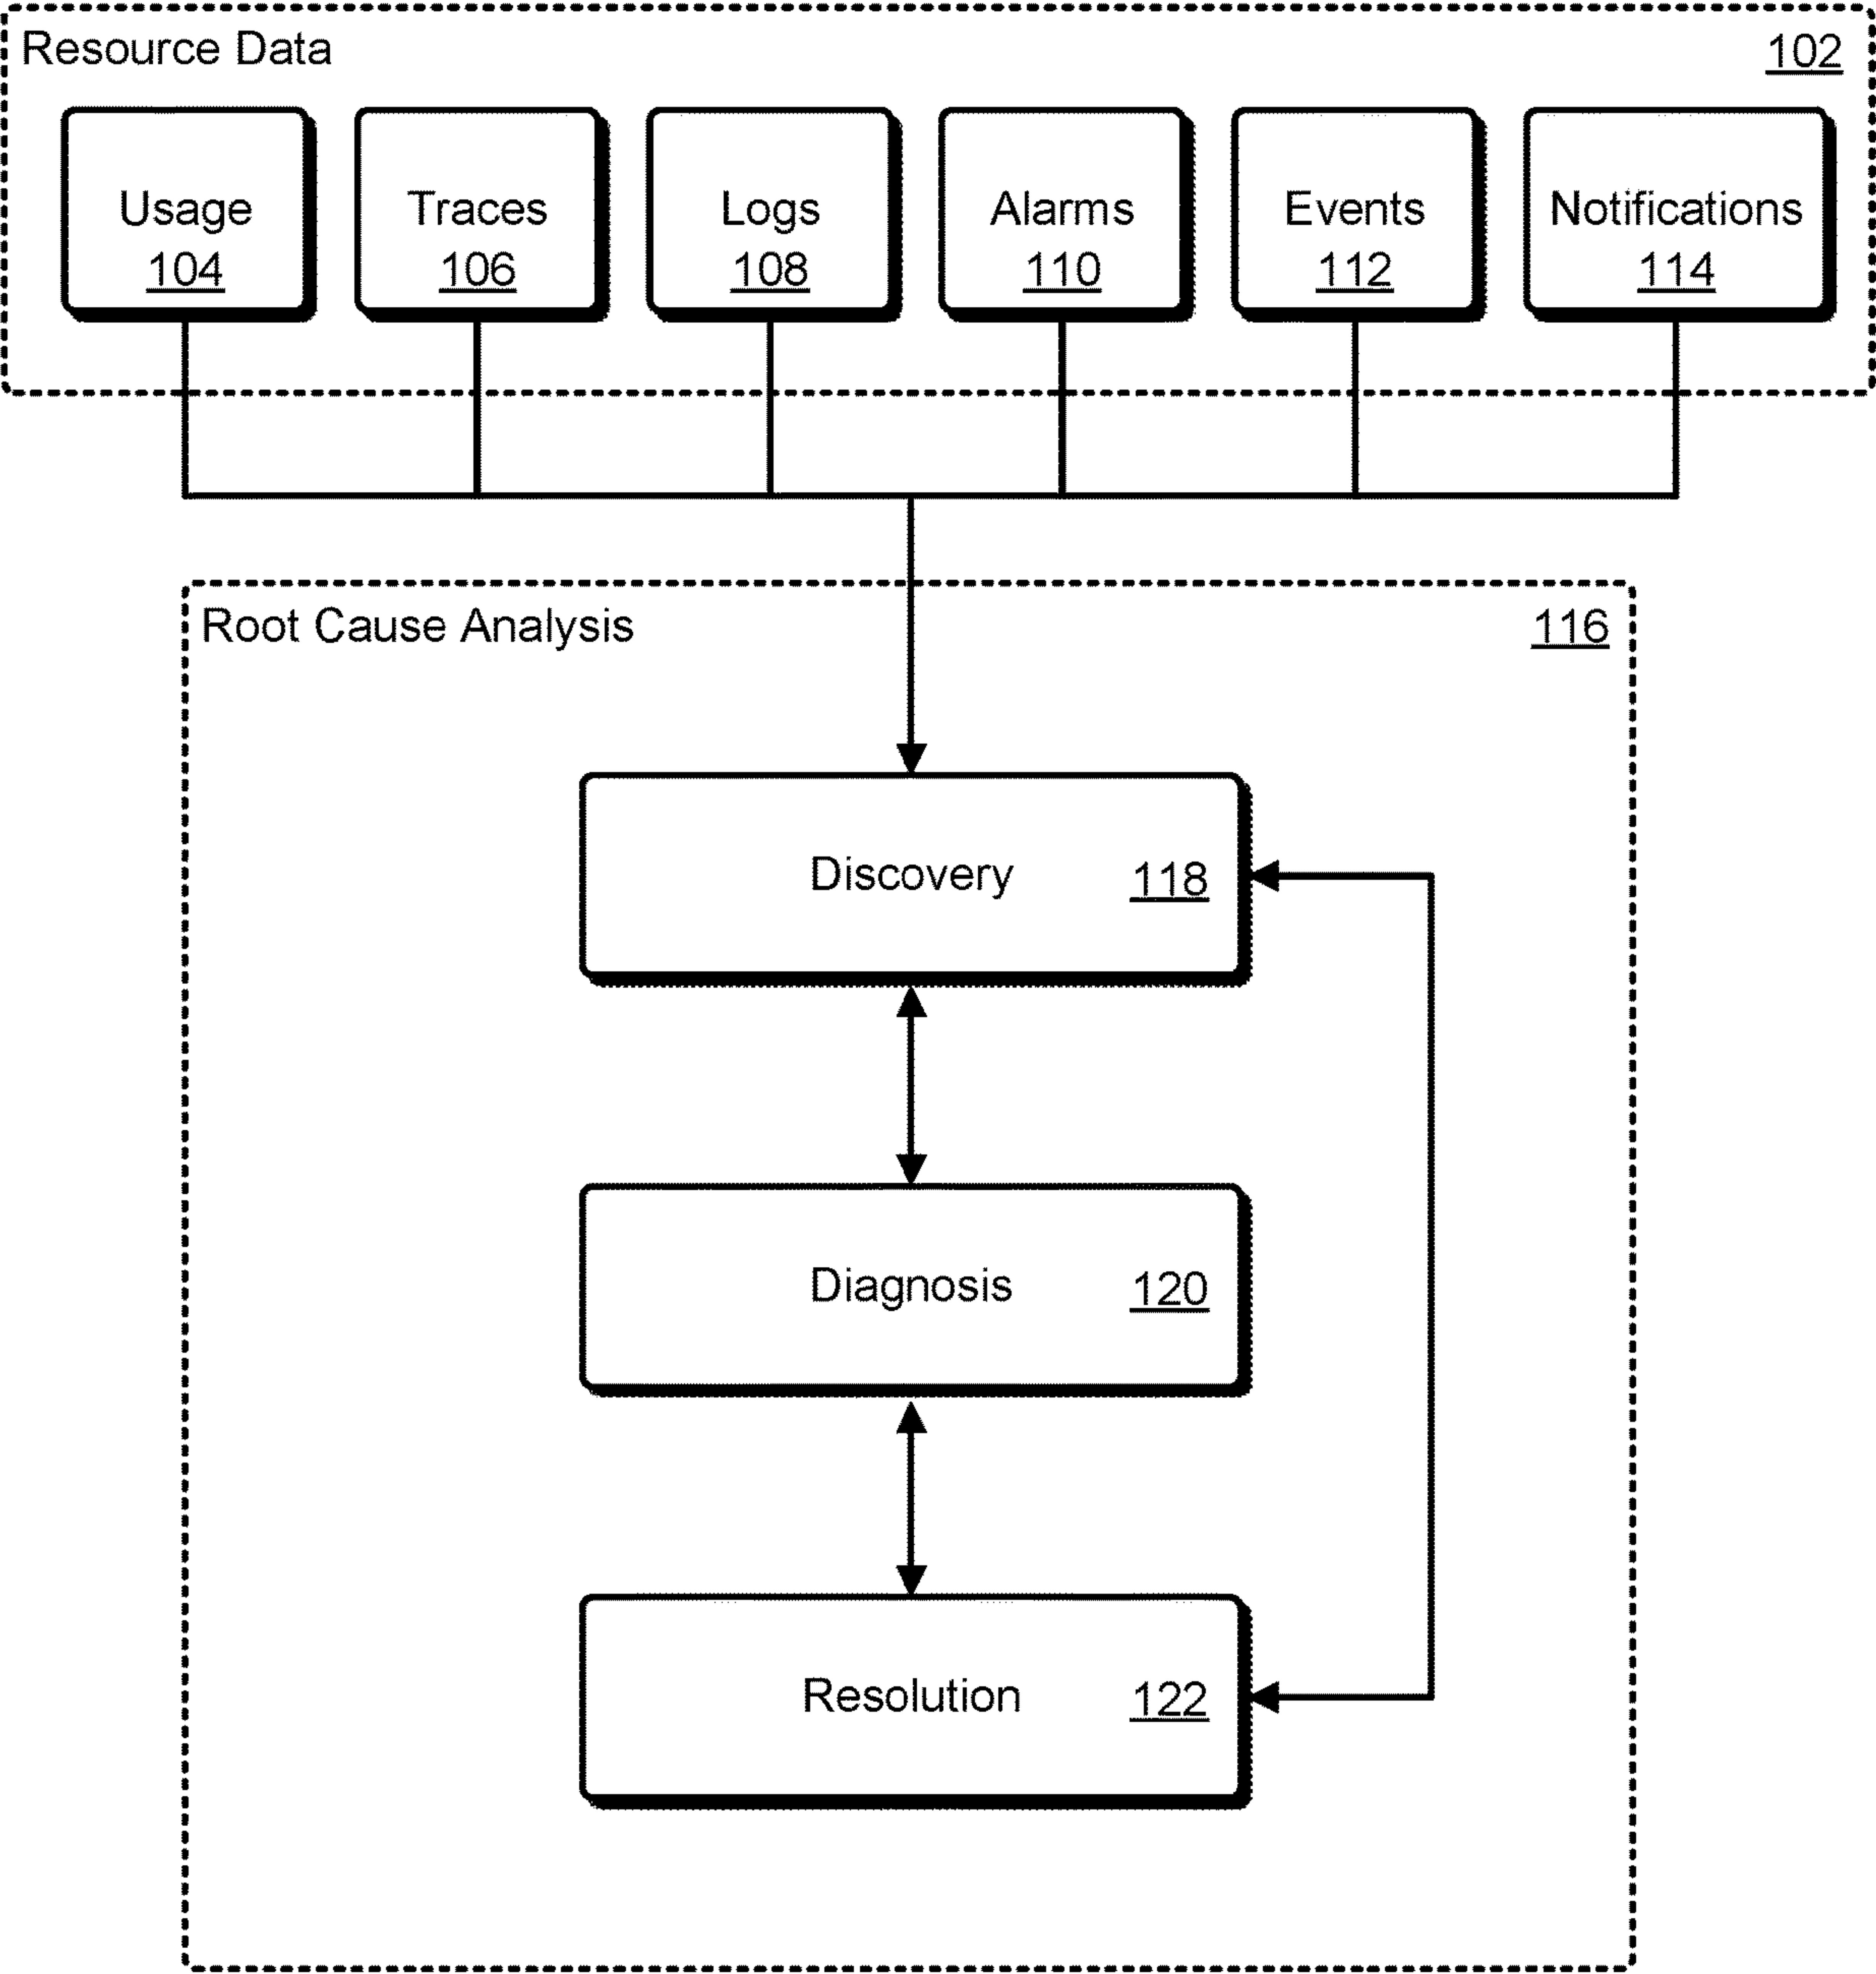 Resource Data 102
Usage Traces Logs Alarms Events Notifications
104 106 108 110 112 114
Root Cause Analysis 116
Discovery 118
Diagnosis 120
Resolution 122